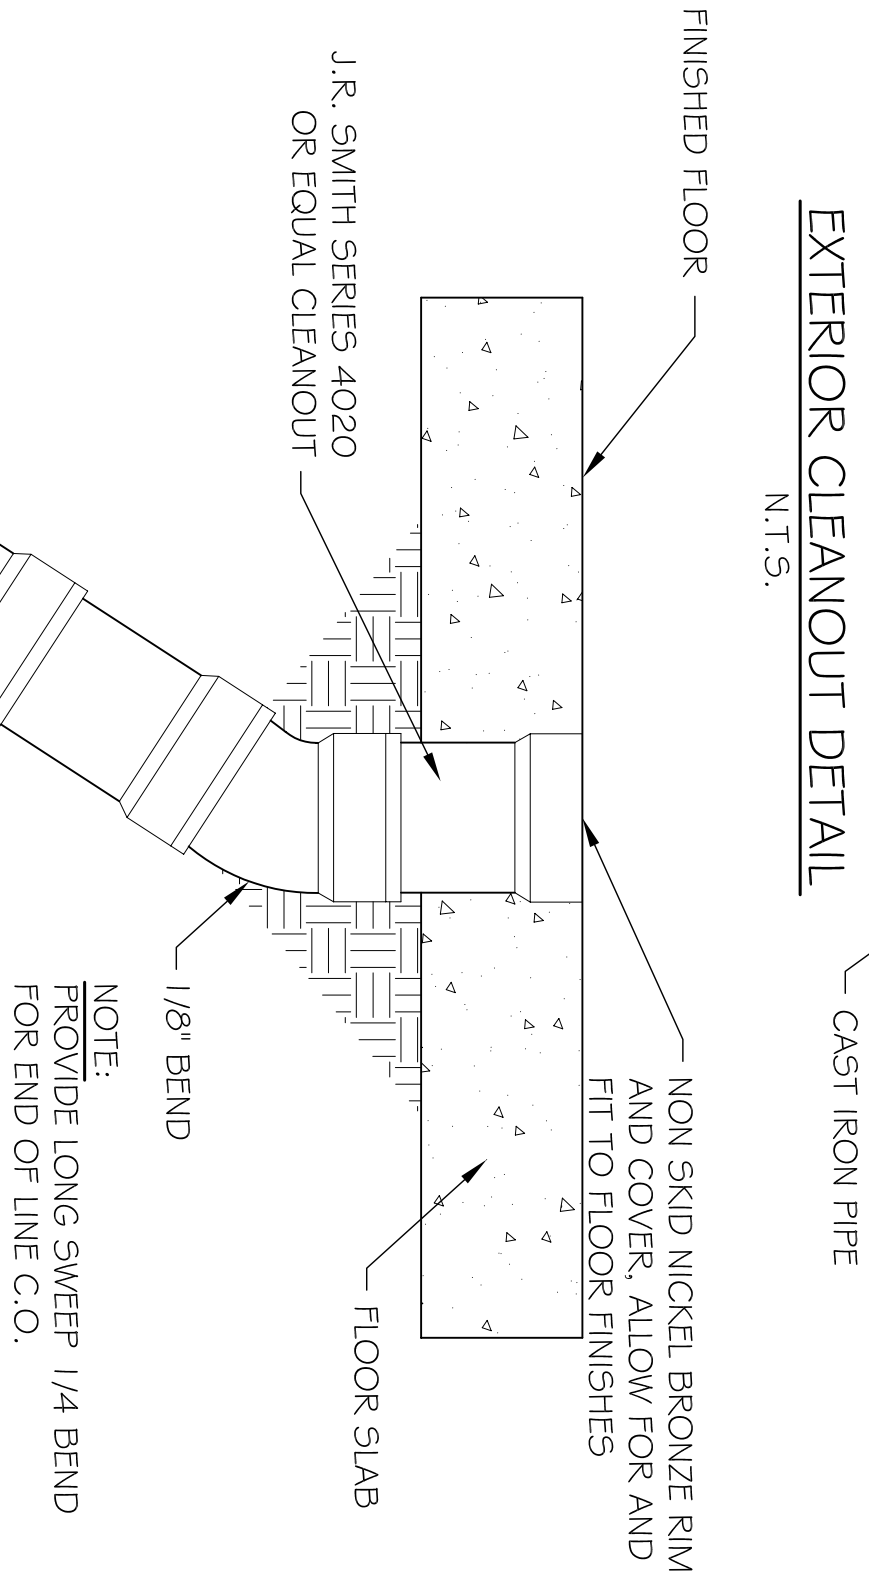 CAST IRON PIPE
EXTERIOR CLEANOUT DETAIL
N.T.S.
FINISHED FLOOR
NON SKID NICKEL BRONZE RIM
AND COVER, ALLOW FOR AND
FIT TO FLOOR FINISHES
J.R. SMITH SERIES 4020
OR EQUAL CLEANOUT
FLOOR SLAB
1/8" BEND
NOTE:
PROVIDE LONG SWEEP 1/4 BEND
FOR END OF LINE C.O.